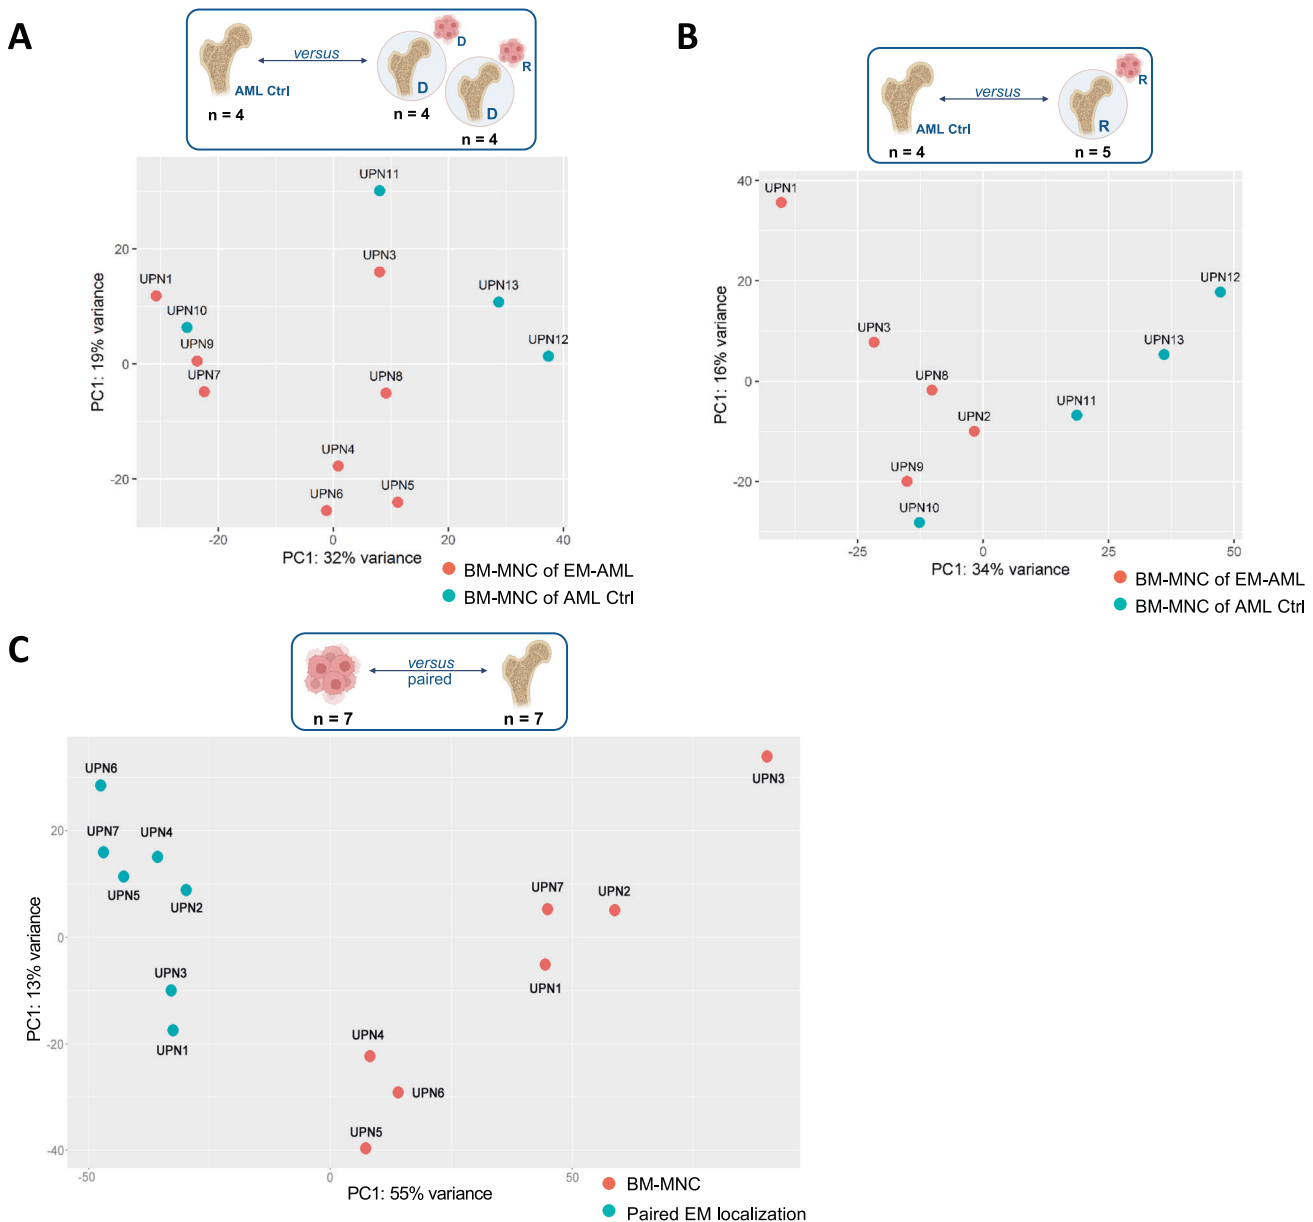 A
versus
D
R
AML Ctrl
D
D
n = 4
n = 4
n = 4
UPN11
UPN3
UPN13
UPN1
UPN10
UPN12
UPN9
UPN7
UPN8
UPN4
UPN6
UPN5
20
0
-20
PC1: 19% variance
-20
0
20
40
PC1: 32% variance
BM-MNC of EM-AML
BM-MNC of AML Ctrl
B
versus
R
AML Ctrl
R
n = 4
n = 5
UPN1
UPN12
UPN3
UPN13
UPN8
UPN11
UPN2
UPN9
UPN10
40
20
0
-20
PC1: 16% variance
-25
0
25
50
PC1: 34% variance
BM-MNC of EM-AML
BM-MNC of AML Ctrl
C
versus
paired
n = 7
n = 7
UPN6
UPN3
UPN7
UPN4
UPN5
UPN2
UPN7
UPN2
UPN3
UPN1
UPN1
UPN4
UPN6
UPN5
20
0
-20
-40
PC1: 13% variance
-50
0
50
PC1: 55% variance
BM-MNC
Paired EM localization